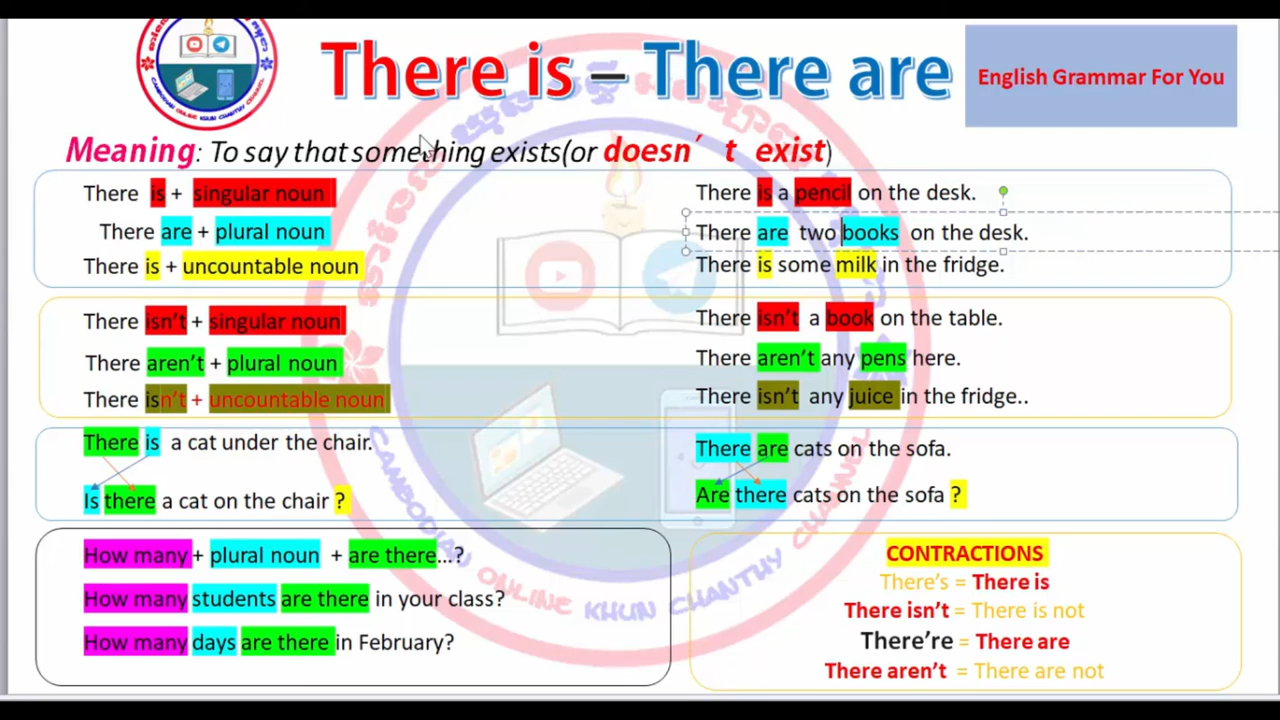 There is – There are
English Grammar For You
Meaning: To say that something exists(or doesn´t exist)
There is + singular noun
There are + plural noun
There is + uncountable noun
There is a pencil on the desk.
There are two books on the desk.
There is some milk in the fridge.
There isn't + singular noun
There aren't + plural noun
There isn't + uncountable noun
There isn't a book on the table.
There aren't any pens here.
There isn't any juice in the fridge..
There is a cat under the chair.
Is there a cat on the chair ?
There are cats on the sofa.
Are there cats on the sofa ?
How many + plural noun + are there...?
How many students are there in your class?
How many days are there in February?
CONTRACTIONS
There's = There is
There isn't = There is not
There're = There are
There aren't = There are not
CAMBODIAN ONLINE KHUN CHANTHY CHANNEL